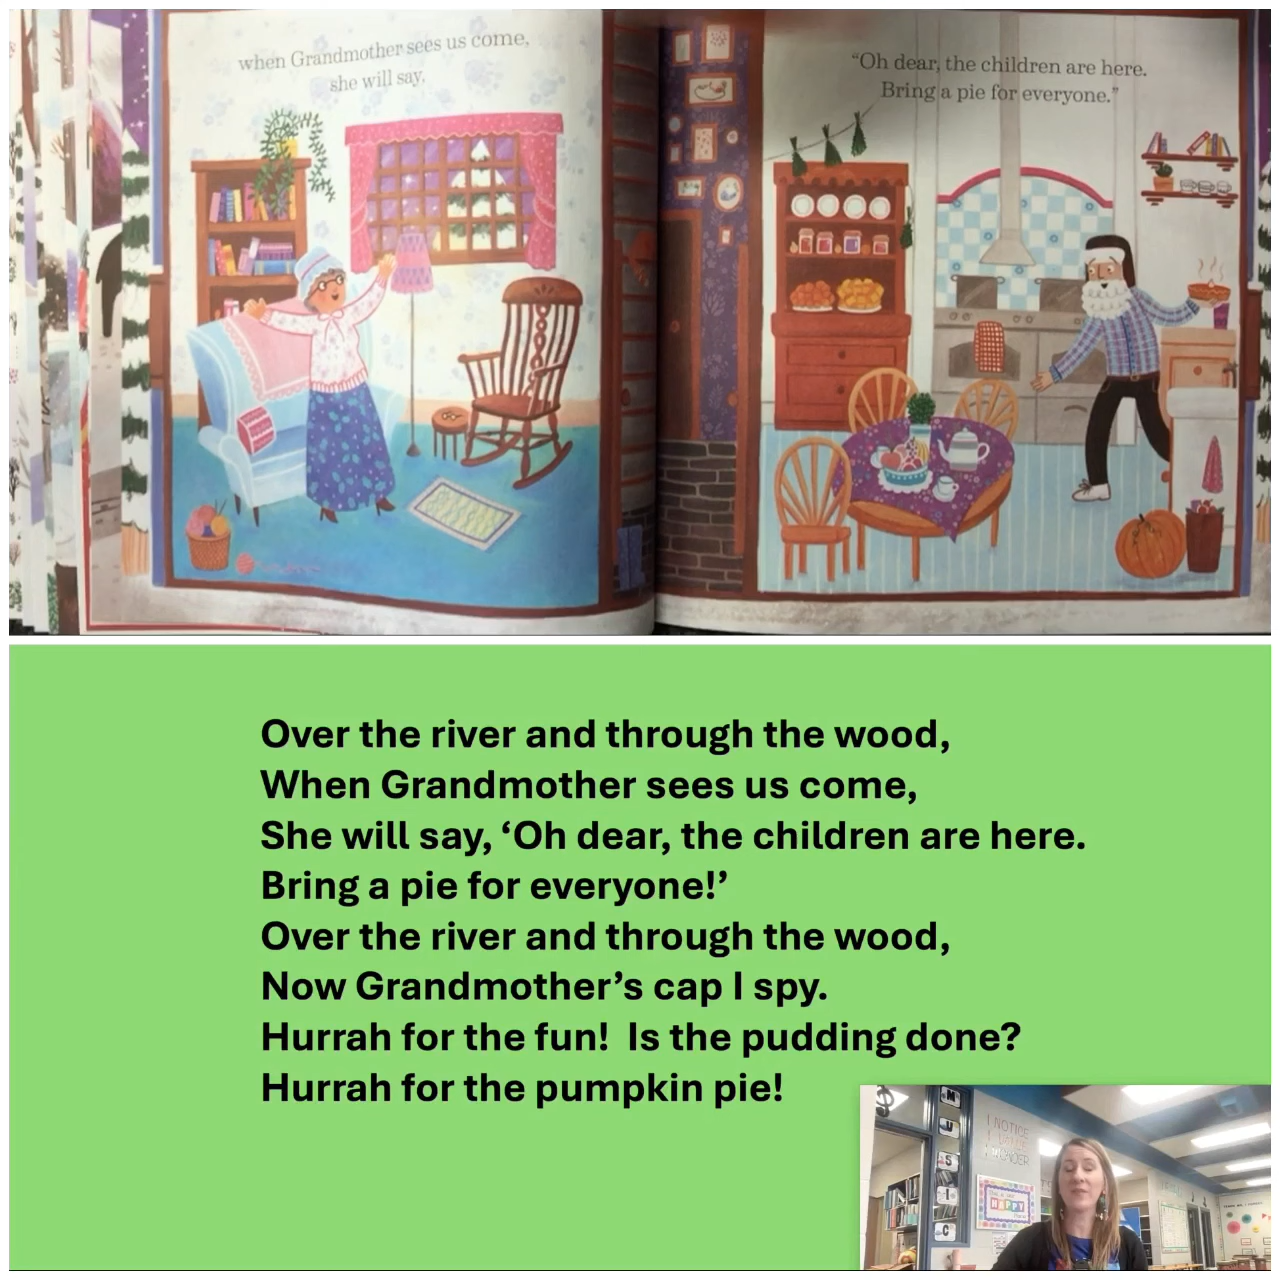 when Grandmother sees us come,
she will say,
“Oh dear, the children are here.
Bring a pie for everyone.”
Over the river and through the wood,
When Grandmother sees us come,
She will say, ‘Oh dear, the children are here.
Bring a pie for everyone!’
Over the river and through the wood,
Now Grandmother’s cap I spy.
Hurrah for the fun!  Is the pudding done?
Hurrah for the pumpkin pie!
M
U
S
I
C
I NOTICE
I WONDER
HAPPY